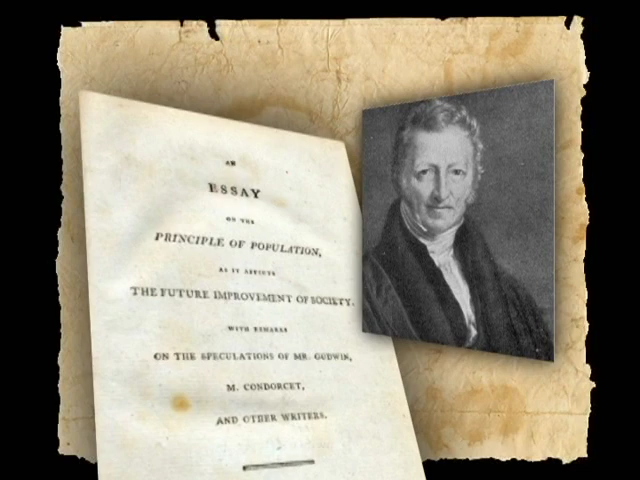 AN
ESSAY
ON THE
PRINCIPLE OF POPULATION,
AS IT AFFECTS
THE FUTURE IMPROVEMENT OF SOCIETY.
WITH REMARKS
ON THE SPECULATIONS OF MR. GODWIN,
M. CONDORCET,
AND OTHER WRITERS.